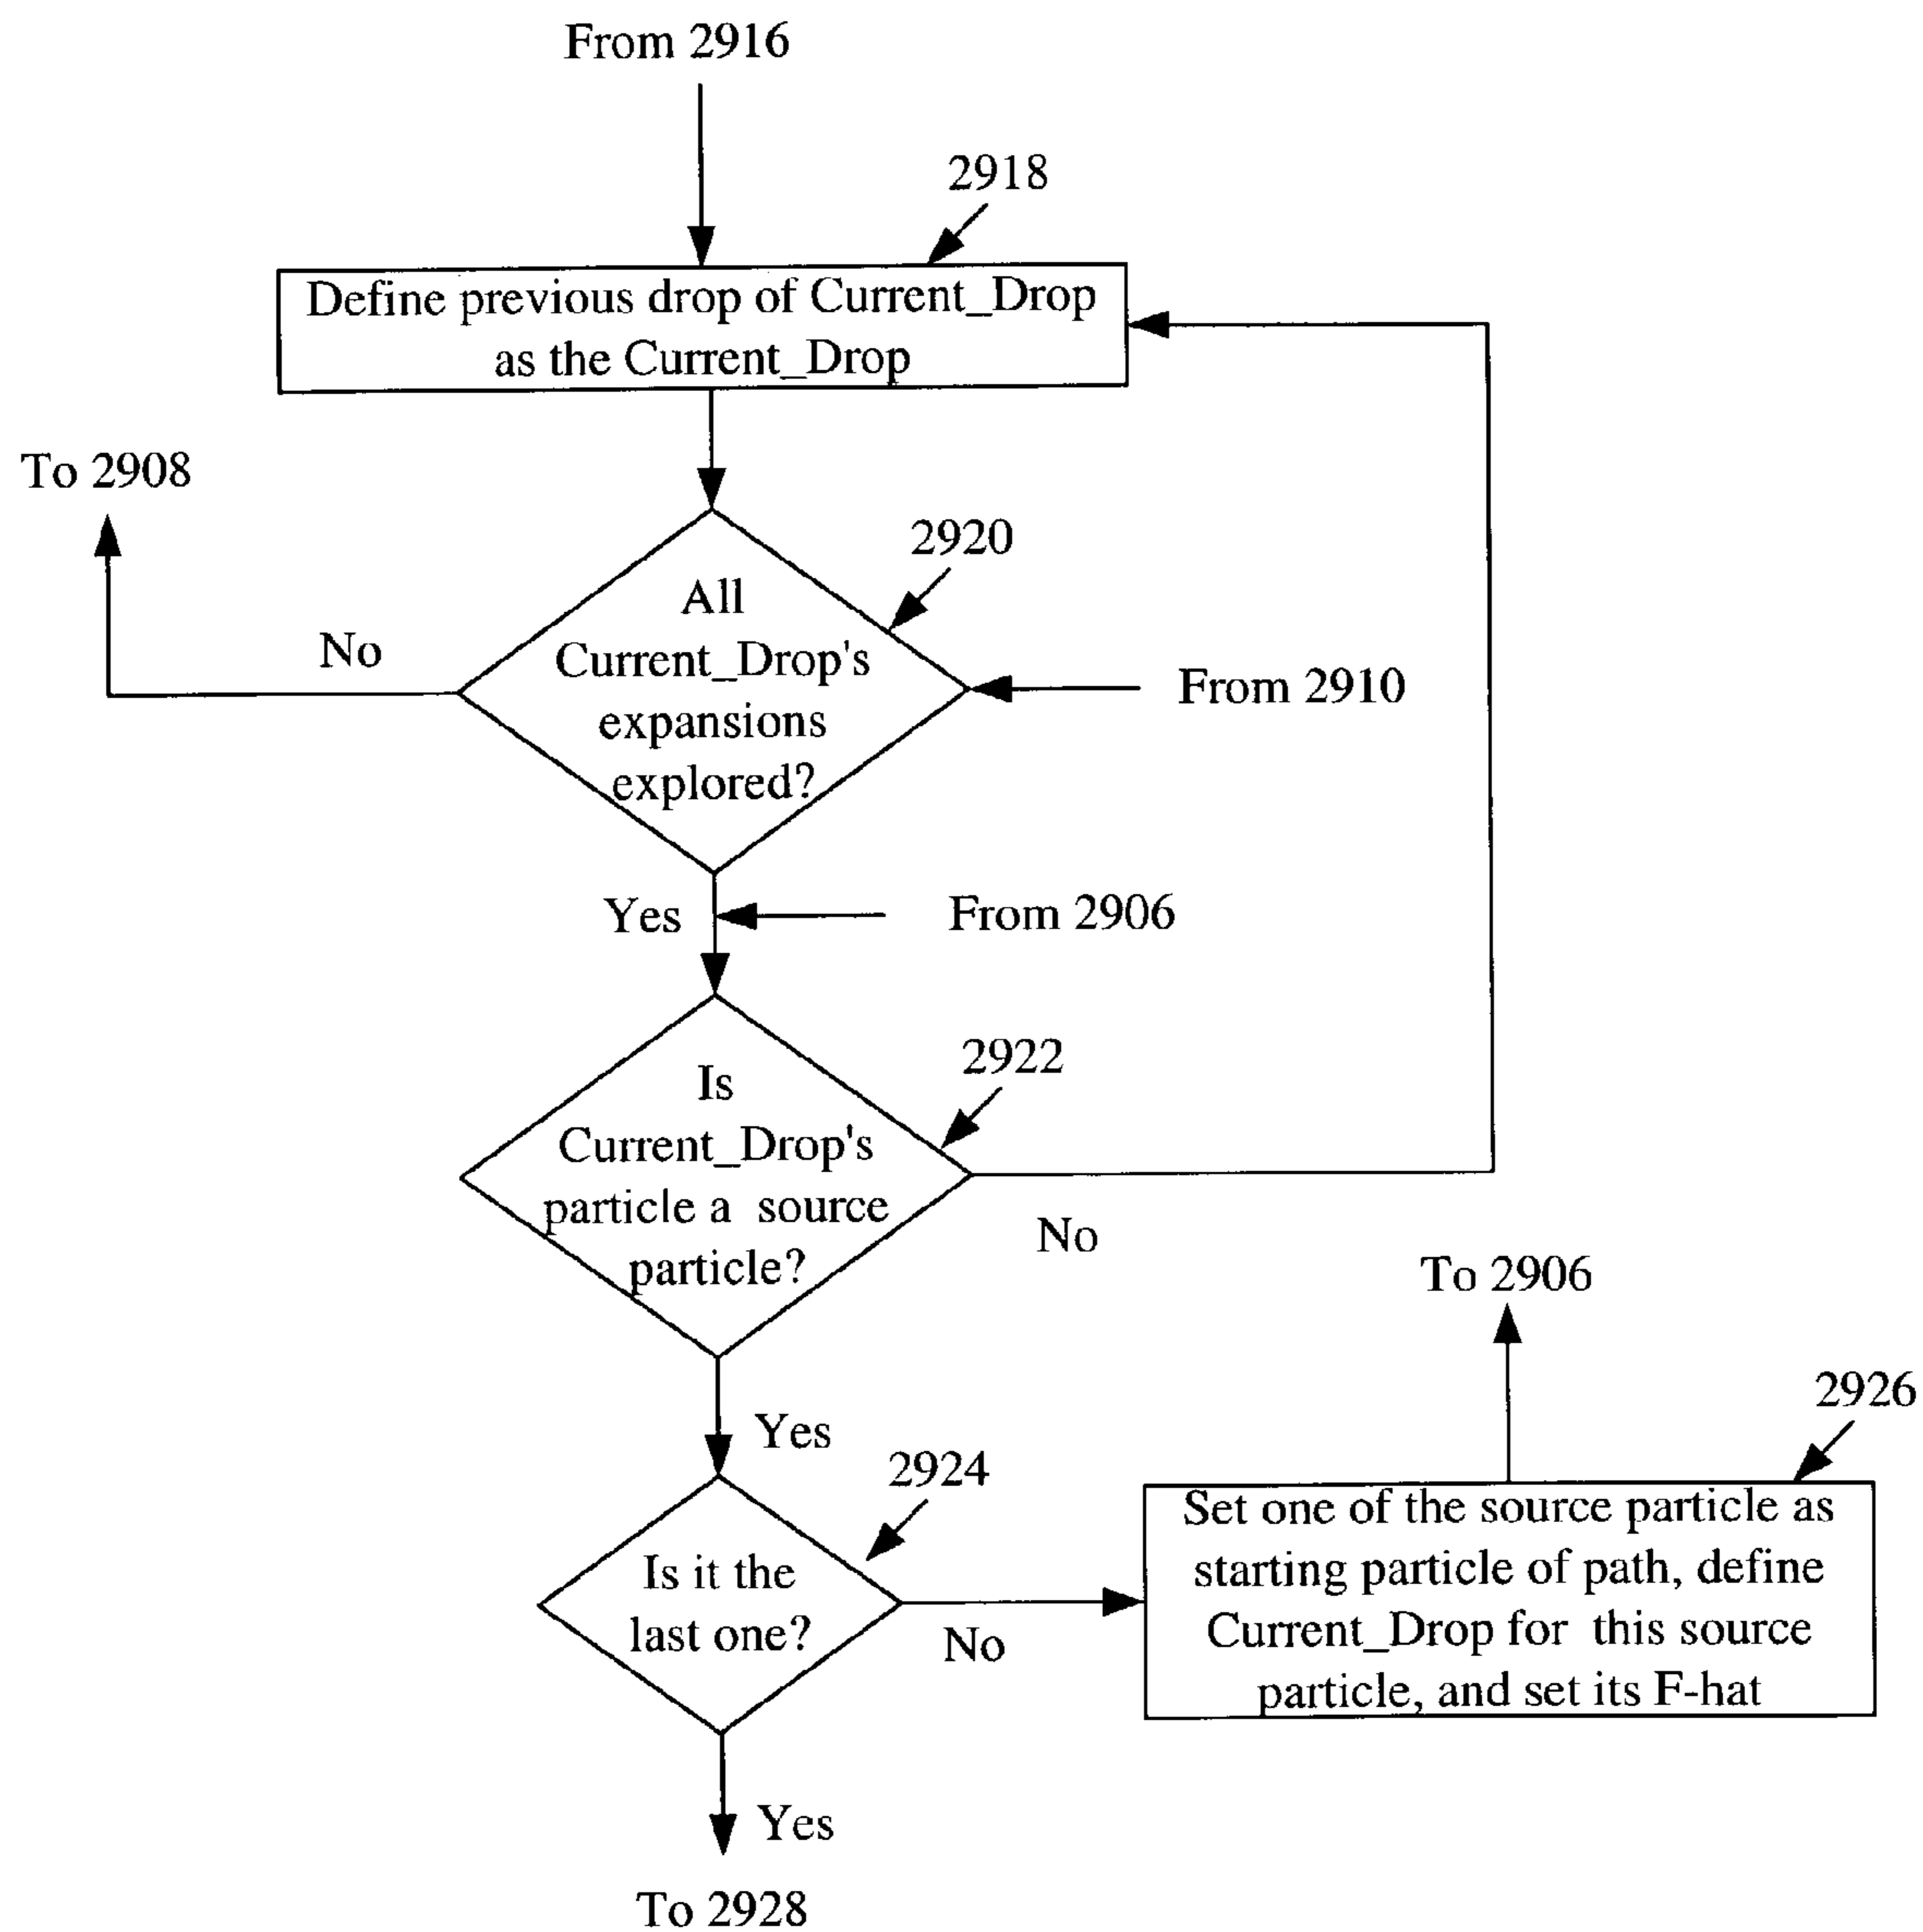 From 2916
2918
Define previous drop of Current_Drop
as the Current_Drop
To 2908
2920
All
Current_Drop's
expansions
explored?
No
From 2910
Yes
From 2906
2922
Is
Current_Drop's
particle a source
particle?
No
To 2906
Yes
2924
2926
Is it the
last one?
No
Set one of the source particle as
starting particle of path, define
Current_Drop for this source
particle, and set its F-hat
Yes
To 2928